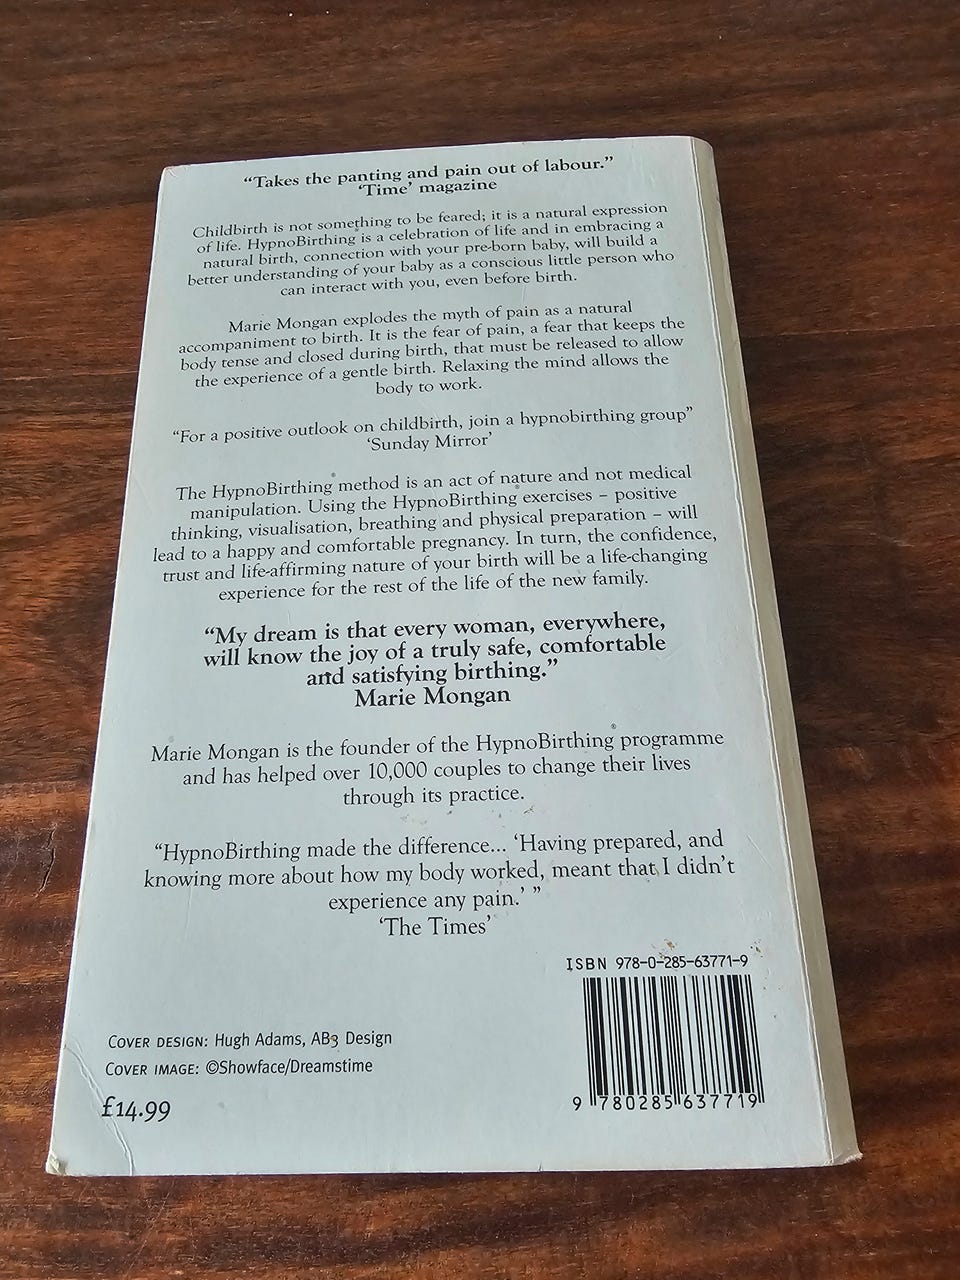 “Takes the panting and pain out of labour.”
‘Time’ magazine
Childbirth is not something to be feared; it is a natural expression
of life. HypnoBirthing® is a celebration of life and in embracing a
natural birth, connection with your pre-born baby, will build a
better understanding of your baby as a conscious little person who
can interact with you, even before birth.
Marie Mongan explodes the myth of pain as a natural
accompaniment to birth. It is the fear of pain, a fear that keeps the
body tense and closed during birth, that must be released to allow
the experience of a gentle birth. Relaxing the mind allows the
body to work.
“For a positive outlook on childbirth, join a hypnobirthing group”
‘Sunday Mirror’
The HypnoBirthing® method is an act of nature and not medical
manipulation. Using the HypnoBirthing® exercises – positive
thinking, visualisation, breathing and physical preparation – will
lead to a happy and comfortable pregnancy. In turn, the confidence,
trust and life-affirming nature of your birth will be a life-changing
experience for the rest of the life of the new family.
“My dream is that every woman, everywhere,
will know the joy of a truly safe, comfortable
and satisfying birthing.”
Marie Mongan
Marie Mongan is the founder of the HypnoBirthing® programme
and has helped over 10,000 couples to change their lives
through its practice.
“HypnoBirthing made the difference... ‘Having prepared, and
knowing more about how my body worked, meant that I didn’t
experience any pain.’ ”
‘The Times’
ISBN 978-0-285-63771-9
COVER DESIGN: Hugh Adams, AB3 Design
COVER IMAGE: ©Showface/Dreamstime
£14.99
9 780285 637719